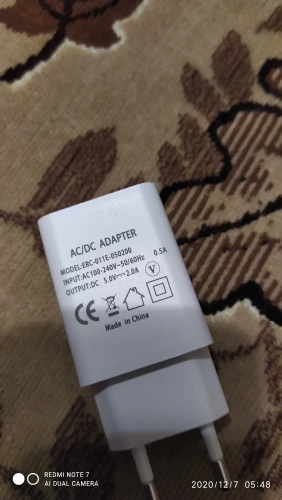 AC/DC ADAPTER
MODEL:ERC-011E-050200
INPUT:AC100-240V~50/60Hz 0.5A
OUTPUT:DC 5.0V⎓2.0A
V
CE
Made in China
REDMI NOTE 7
AI DUAL CAMERA
2020/12/7 05:48